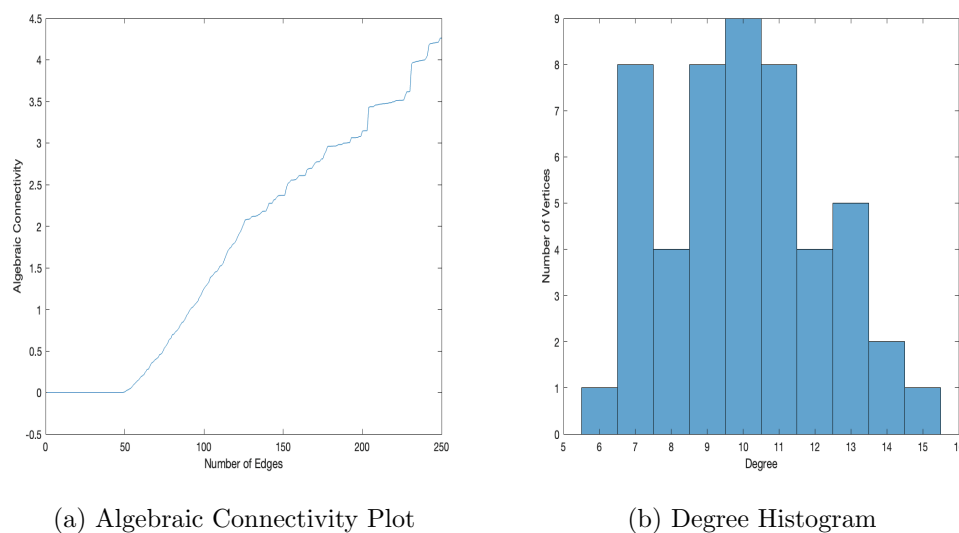 4.5
4
3.5
3
2.5
2
1.5
1
0.5
0
-0.5
Algebraic Connectivity
0 50 100 150 200 250
Number of Edges
9
8
7
6
5
4
3
2
1
0
Number of Vertices
5 6 7 8 9 10 11 12 13 14 15 1
Degree
(a) Algebraic Connectivity Plot
(b) Degree Histogram